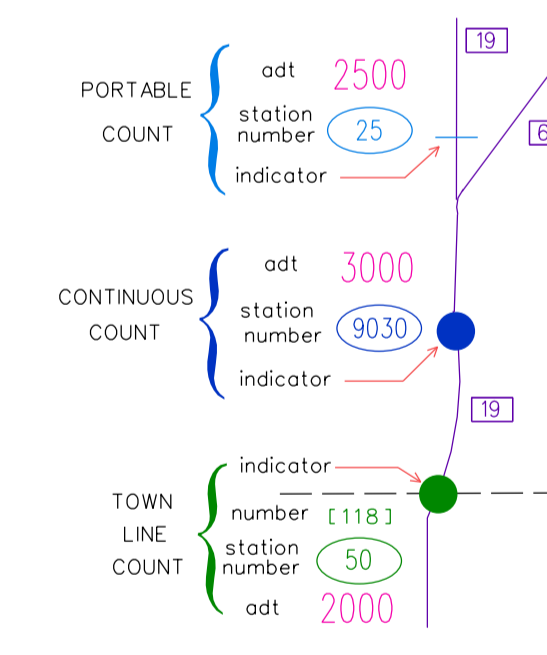 19
adt 2500
PORTABLE
COUNT
station
number 25
6
indicator
adt 3000
CONTINUOUS
COUNT
station
number 9030
indicator
19
indicator
TOWN
LINE
COUNT
number [118]
station
number 50
adt 2000